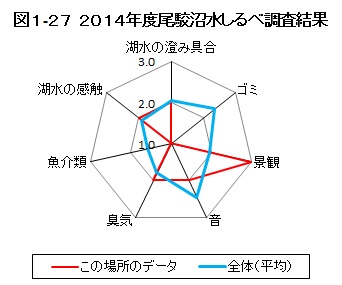 図1-27 2014年度尾駮沼水しるべ調査結果
湖水の澄み具合
3.0
湖水の感触
2.0
ゴミ
1.0
魚介類
景観
臭気
音
この場所のデータ
全体(平均)